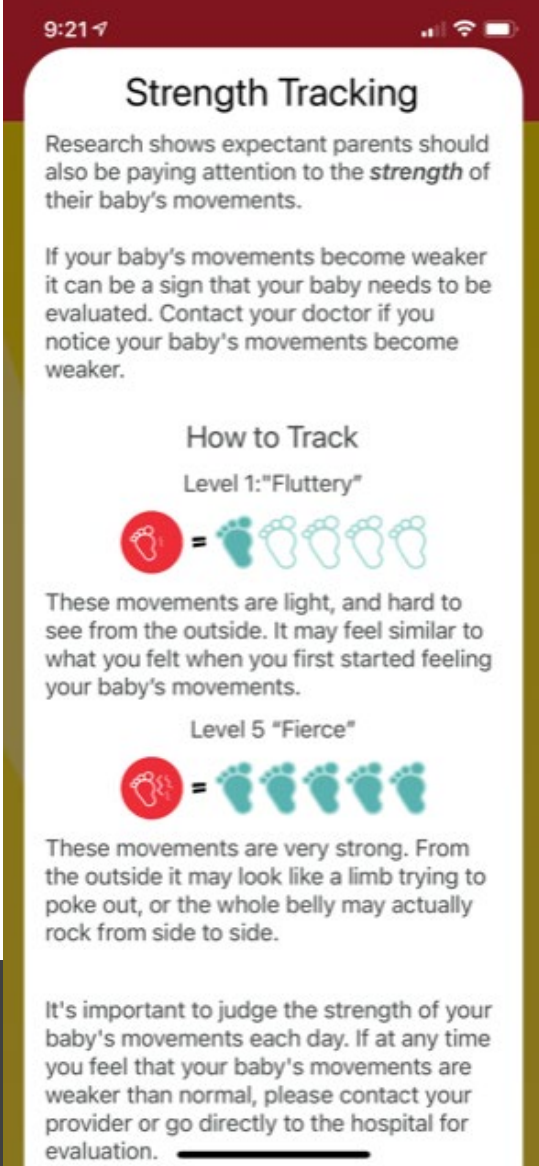 9:21
Strength Tracking
Research shows expectant parents should
also be paying attention to the strength of
their baby's movements.
If your baby's movements become weaker
it can be a sign that your baby needs to be
evaluated. Contact your doctor if you
notice your baby's movements become
weaker.
How to Track
Level 1:"Fluttery"
=
These movements are light, and hard to
see from the outside. It may feel similar to
what you felt when you first started feeling
your baby's movements.
Level 5 "Fierce"
=
These movements are very strong. From
the outside it may look like a limb trying to
poke out, or the whole belly may actually
rock from side to side.
It's important to judge the strength of your
baby's movements each day. If at any time
you feel that your baby's movements are
weaker than normal, please contact your
provider or go directly to the hospital for
evaluation.